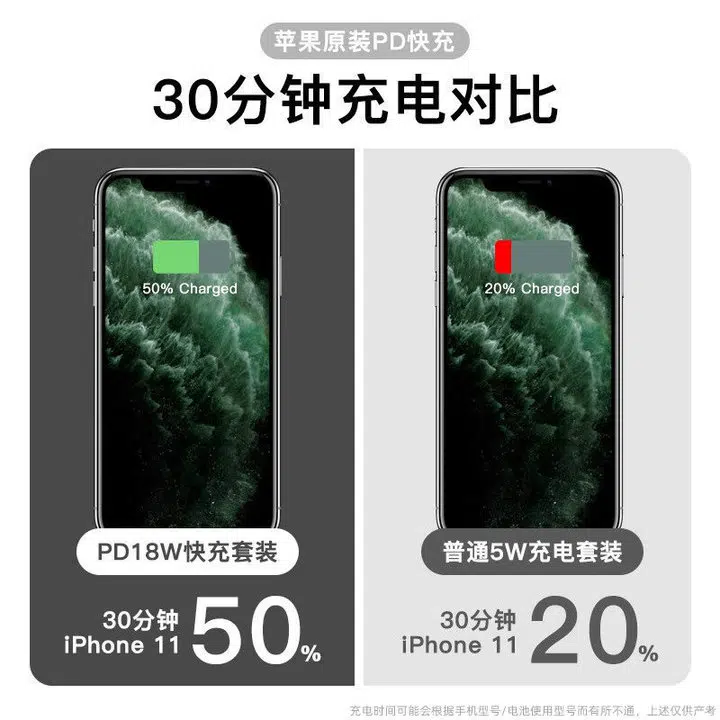 苹果原装PD快充
30分钟充电对比
50% Charged
20% Charged
PD18W快充套装
普通5W充电套装
30分钟
iPhone 11
50%
30分钟
iPhone 11
20%
充电时间可能会根据手机型号/电池使用型号而有所不通，上述仅供产考